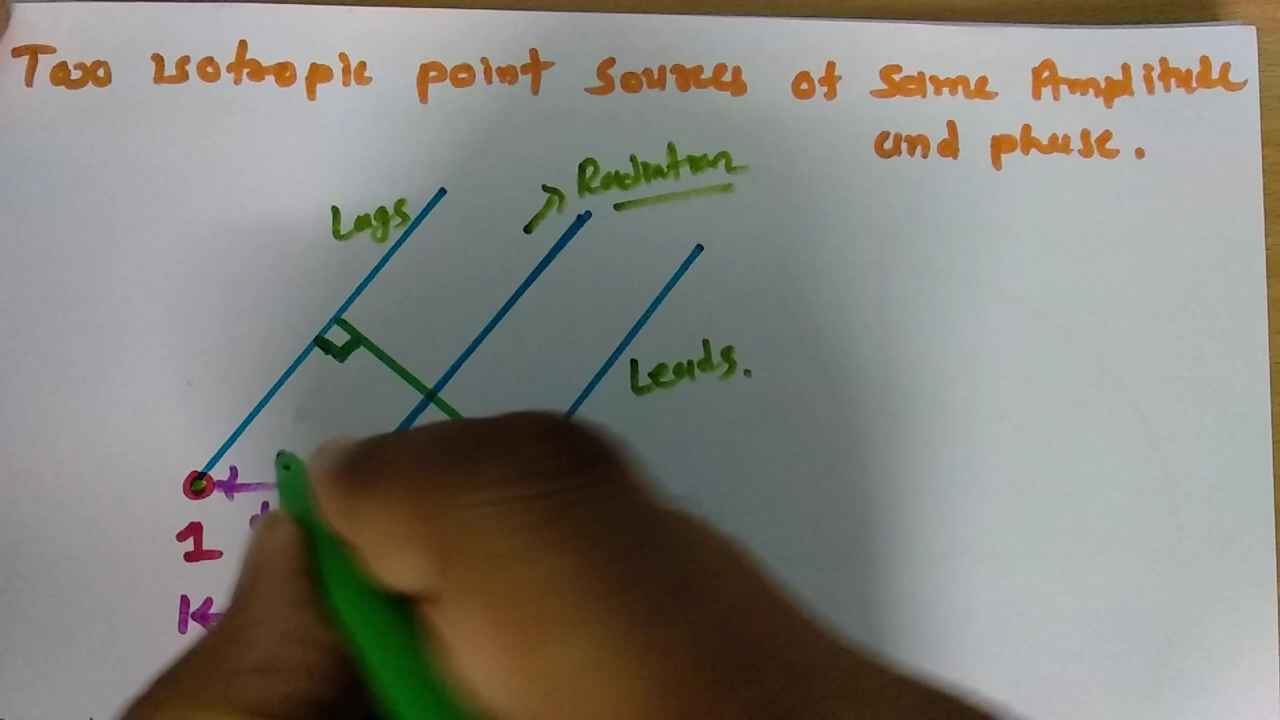 Two isotropic point sources of same Amplitude
and phase.
Radiation
Lags
Leads.
1